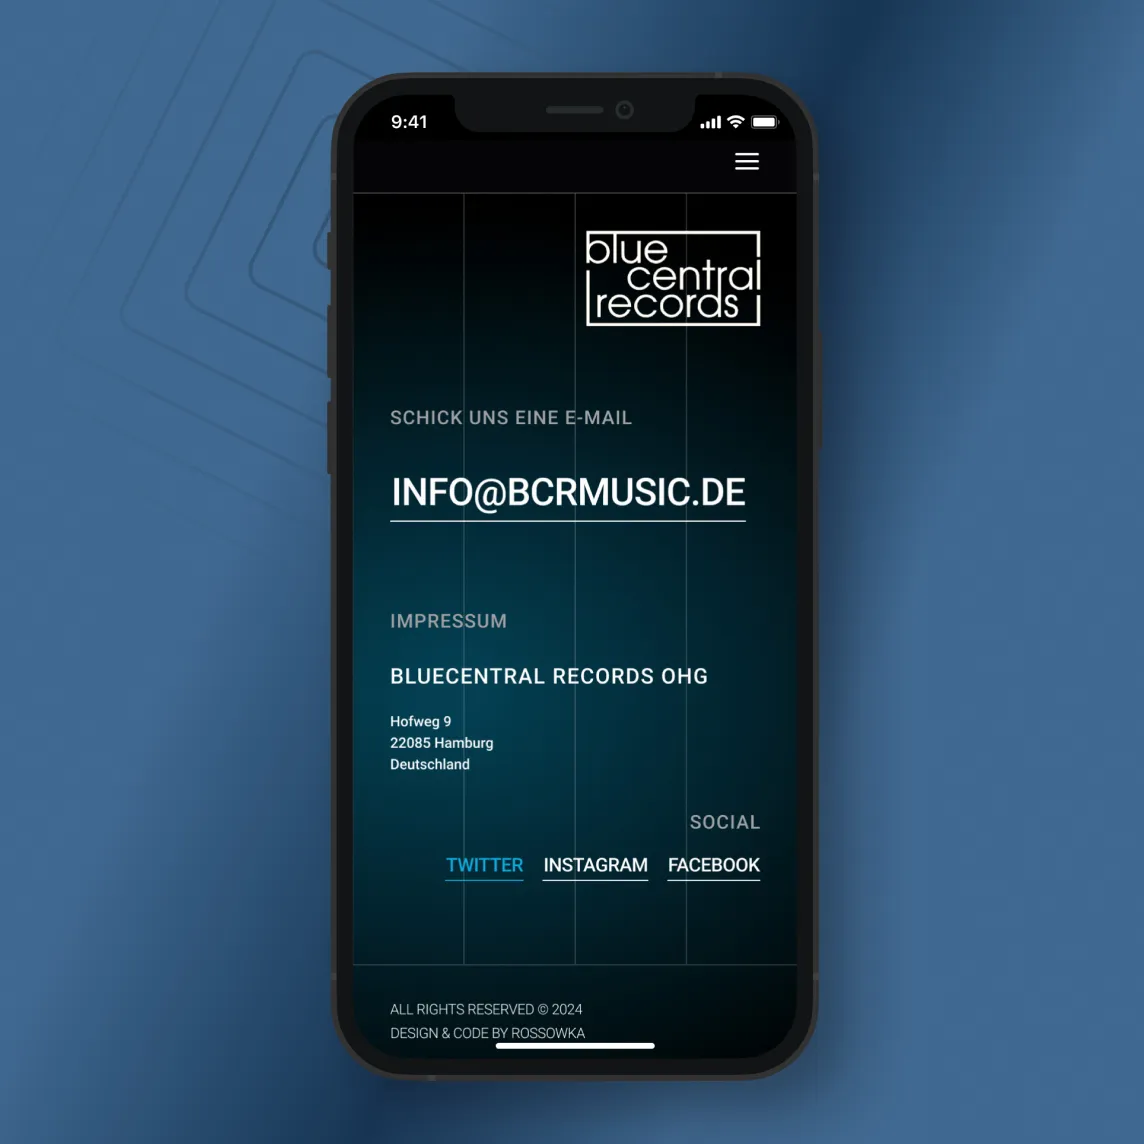 9:41
blue
central
records
SCHICK UNS EINE E-MAIL
INFO@BCRMUSIC.DE
IMPRESSUM
BLUECENTRAL RECORDS OHG
Hofweg 9
22085 Hamburg
Deutschland
SOCIAL
TWITTER INSTAGRAM FACEBOOK
ALL RIGHTS RESERVED © 2024
DESIGN & CODE BY ROSSOWKA